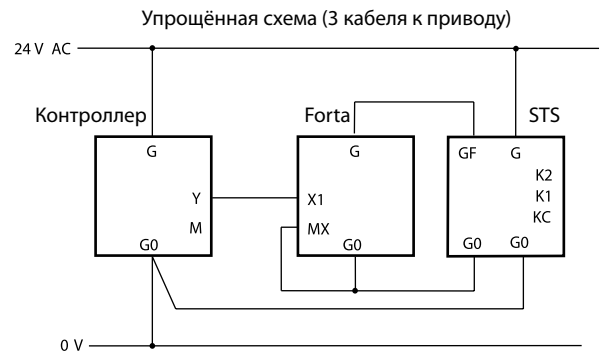 Упрощённая схема (3 кабеля к приводу)
24 V AC
Контроллер
Forta
STS
G
G
GF
G
K2
K1
KC
Y
X1
M
MX
G0
G0
G0
G0
0 V